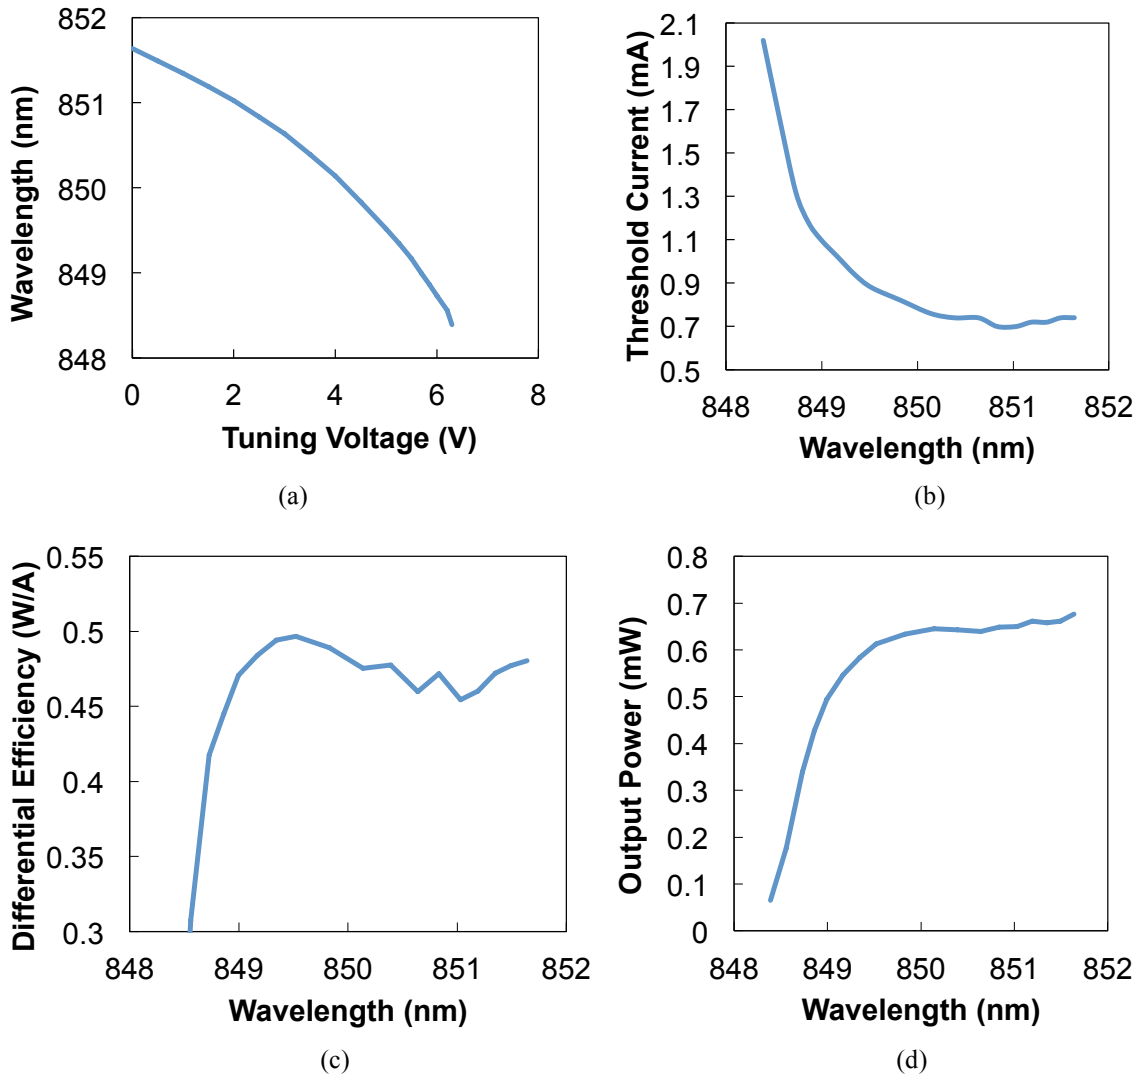 852
851
850
849
848
0 2 4 6 8
Wavelength (nm)
Tuning Voltage (V)
(a)
2.1
1.9
1.7
1.5
1.3
1.1
0.9
0.7
0.5
848 849 850 851 852
Threshold Current (mA)
Wavelength (nm)
(b)
0.55
0.5
0.45
0.4
0.35
0.3
848 849 850 851 852
Differential Efficiency (W/A)
Wavelength (nm)
(c)
0.8
0.7
0.6
0.5
0.4
0.3
0.2
0.1
0
848 849 850 851 852
Output Power (mW)
Wavelength (nm)
(d)